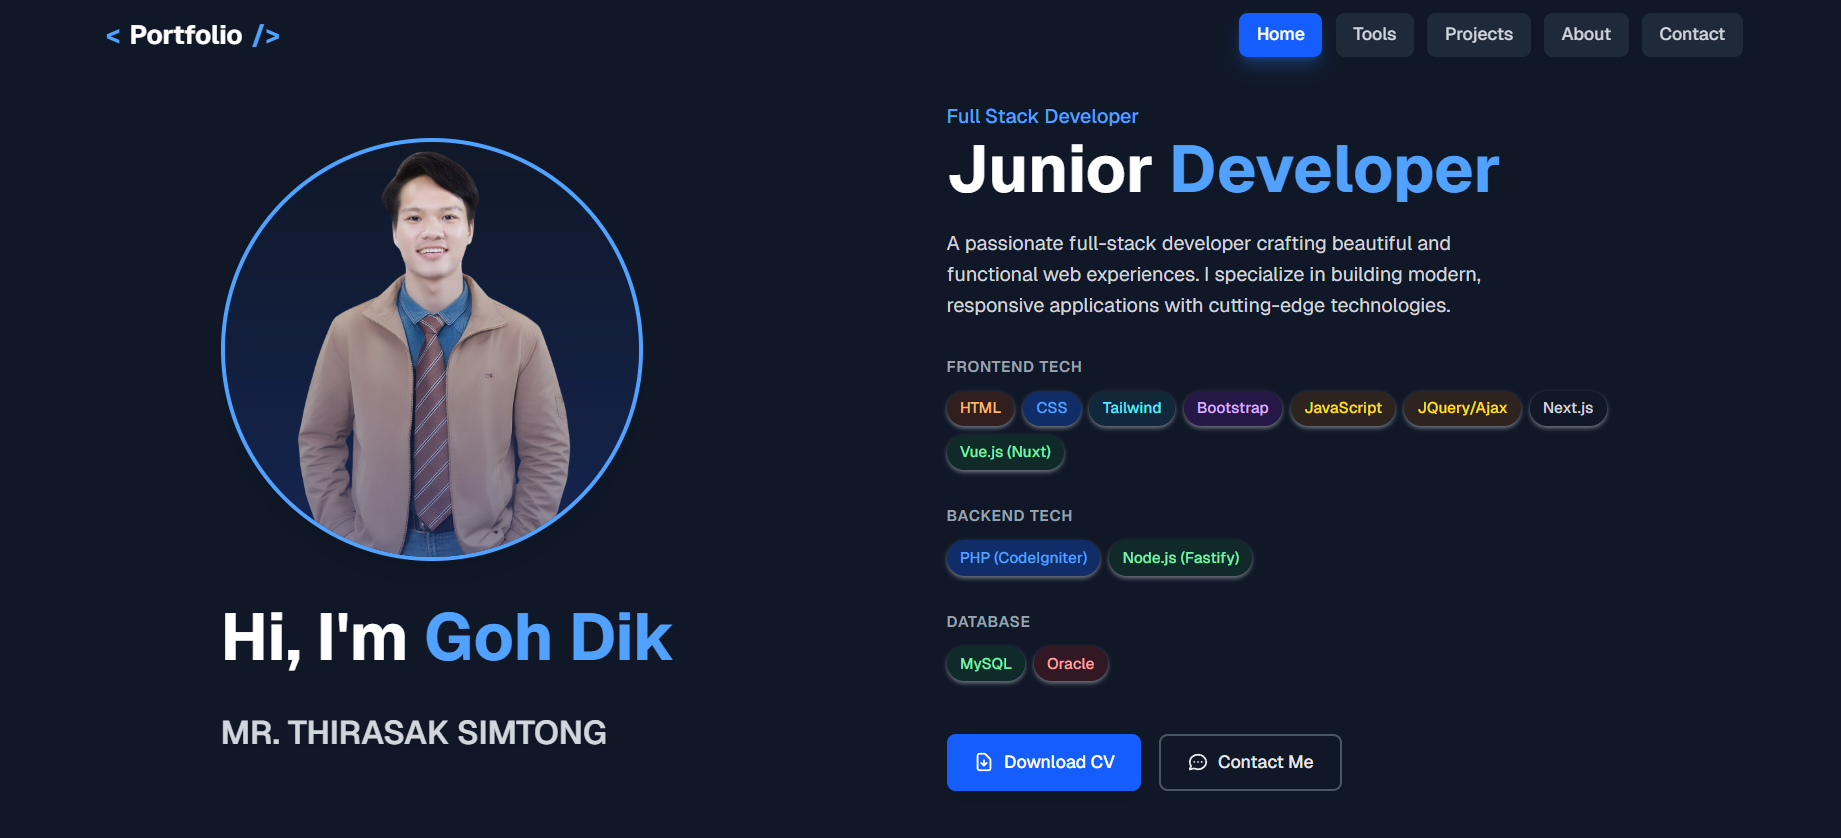 < Portfolio />
Home
Tools
Projects
About
Contact
Hi, I'm Goh Dik
MR. THIRASAK SIMTONG
Full Stack Developer
Junior Developer
A passionate full-stack developer crafting beautiful and
functional web experiences. I specialize in building modern,
responsive applications with cutting-edge technologies.
FRONTEND TECH
HTML
CSS
Tailwind
Bootstrap
JavaScript
JQuery/Ajax
Next.js
Vue.js (Nuxt)
BACKEND TECH
PHP (CodeIgniter)
Node.js (Fastify)
DATABASE
MySQL
Oracle
Download CV
Contact Me